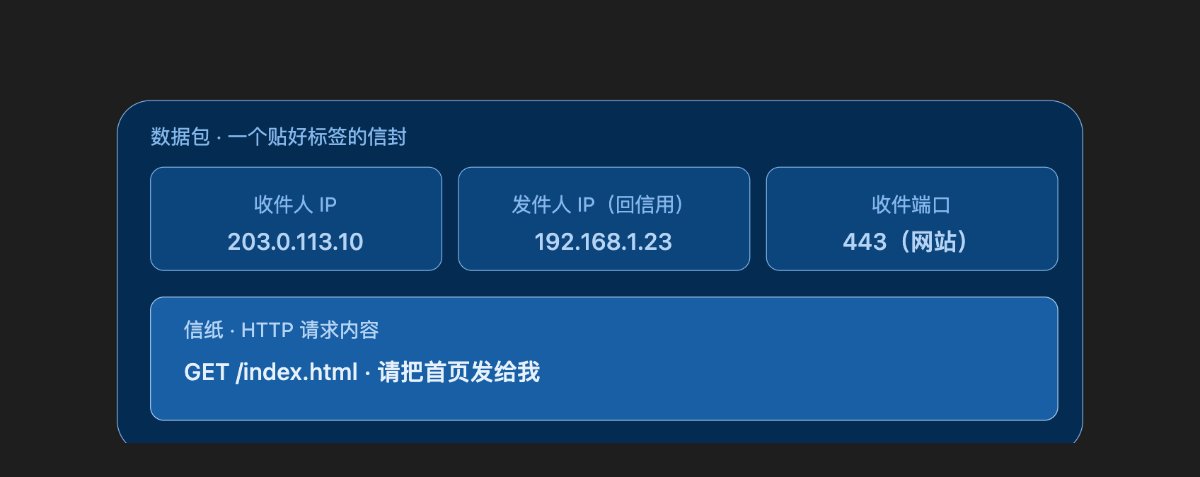 数据包 · 一个贴好标签的信封
收件人 IP
203.0.113.10
发件人 IP（回信用）
192.168.1.23
收件端口
443（网站）
信纸 · HTTP 请求内容
GET /index.html · 请把首页发给我